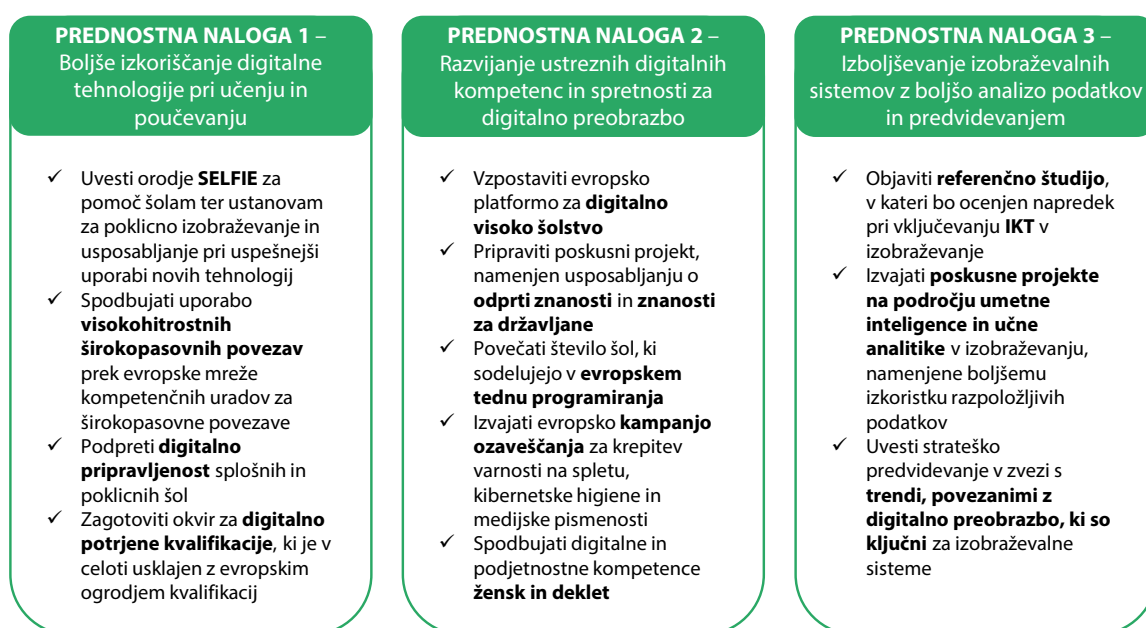 PREDNOSTNA NALOGA 1 –
Boljše izkoriščanje digitalne
tehnologije pri učenju in
poučevanju
✓ Uvesti orodje SELFIE za
pomoč šolam ter ustanovam
za poklicno izobraževanje in
usposabljanje pri uspešnejši
uporabi novih tehnologij
✓ Spodbujati uporabo
visokohitrostnih
širokopasovnih povezav
prek evropske mreže
kompetenčnih uradov za
širokopasovne povezave
✓ Podpreti digitalno
pripravljenost splošnih in
poklicnih šol
✓ Zagotoviti okvir za digitalno
potrjene kvalifikacije, ki je v
celoti usklajen z evropskim
ogrodjem kvalifikacij
PREDNOSTNA NALOGA 2 –
Razvijanje ustreznih digitalnih
kompetenc in spretnosti za
digitalno preobrazbo
✓ Vzpostaviti evropsko
platformo za digitalno
visoko šolstvo
✓ Pripraviti poskusni projekt,
namenjen usposabljanju o
odprti znanosti in znanosti
za državljane
✓ Povečati število šol, ki
sodelujejo v evropskem
tednu programiranja
✓ Izvajati evropsko kampanjo
ozaveščanja za krepitev
varnosti na spletu,
kibernetske higiene in
medijske pismenosti
✓ Spodbujati digitalne in
podjetnostne kompetence
žensk in deklet
PREDNOSTNA NALOGA 3 –
Izboljševanje izobraževalnih
sistemov z boljšo analizo podatkov
in predvidevanjem
✓ Objaviti referenčno študijo,
v kateri bo ocenjen napredek
pri vključevanju IKT v
izobraževanje
✓ Izvajati poskusne projekte
na področju umetne
inteligence in učne
analitike v izobraževanju,
namenjene boljšemu
izkoristku razpoložljivih
podatkov
✓ Uvesti strateško
predvidevanje v zvezi s
trendi, povezanimi z
digitalno preobrazbo, ki so
ključni za izobraževalne
sisteme